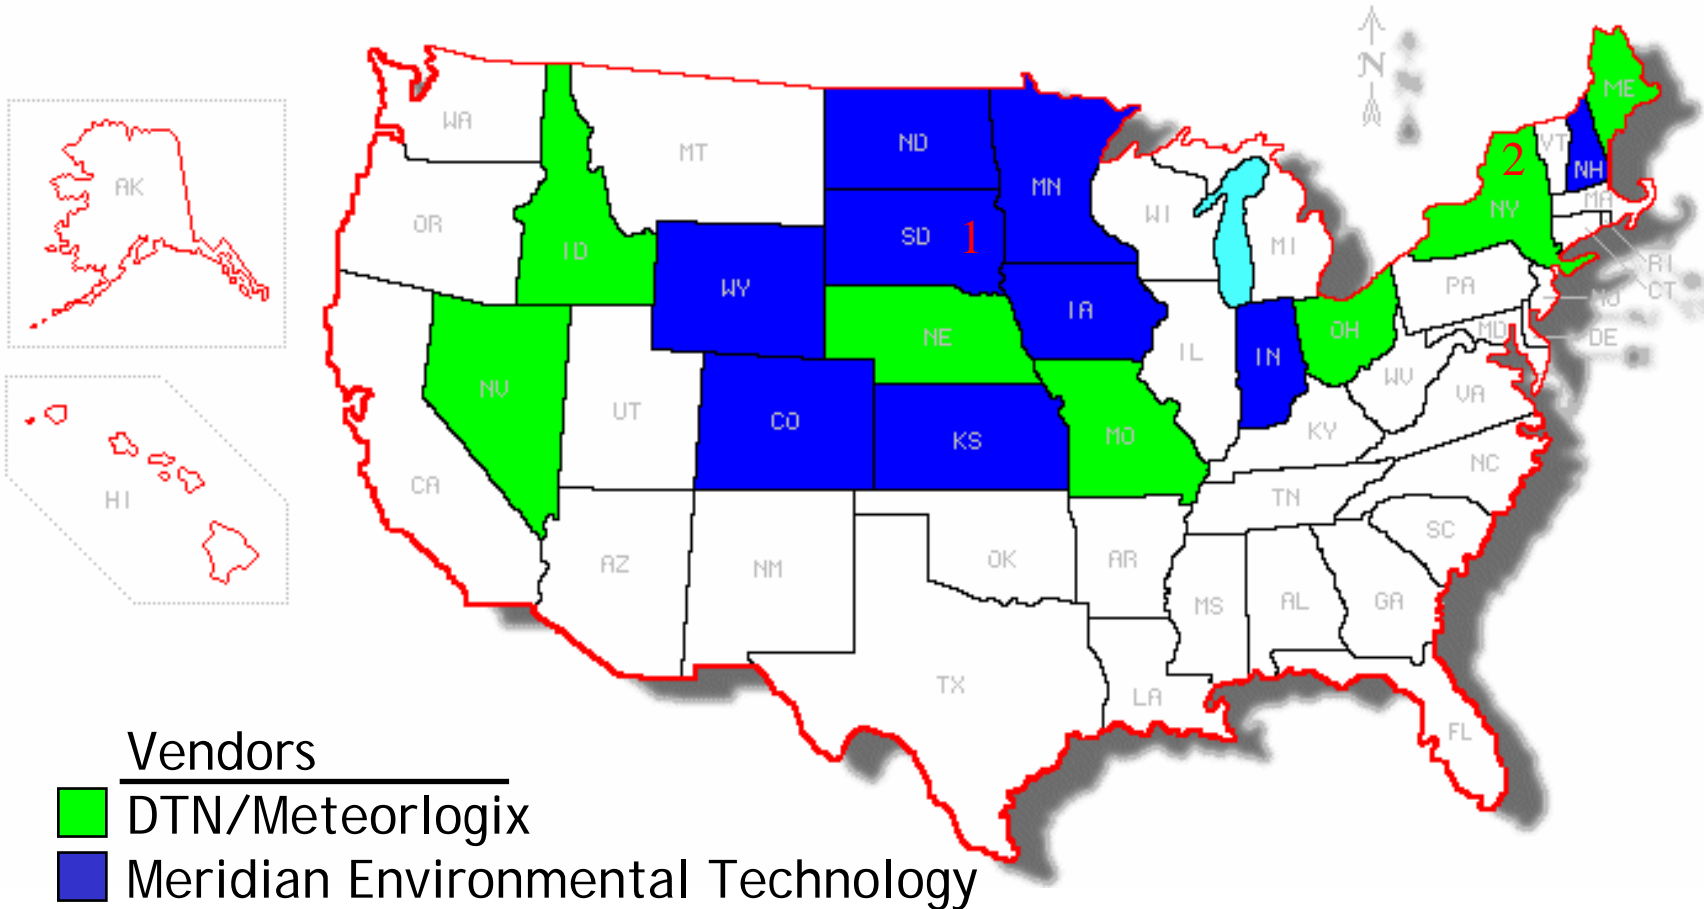 N
ME
WA
VT
MT
ND
2
NH
AK
MN
MA
NY
WI
OR
SD
1
MI
ID
RI
WY
PA
CT
NJ
IA
OH
MD
DE
NE
IL
IN
NV
WV
VA
UT
CO
KY
MO
KS
NC
CA
TN
HI
SC
OK
AR
AZ
NM
AL
GA
MS
TX
LA
FL
Vendors
DTN/Meteorlogix
Meridian Environmental Technology